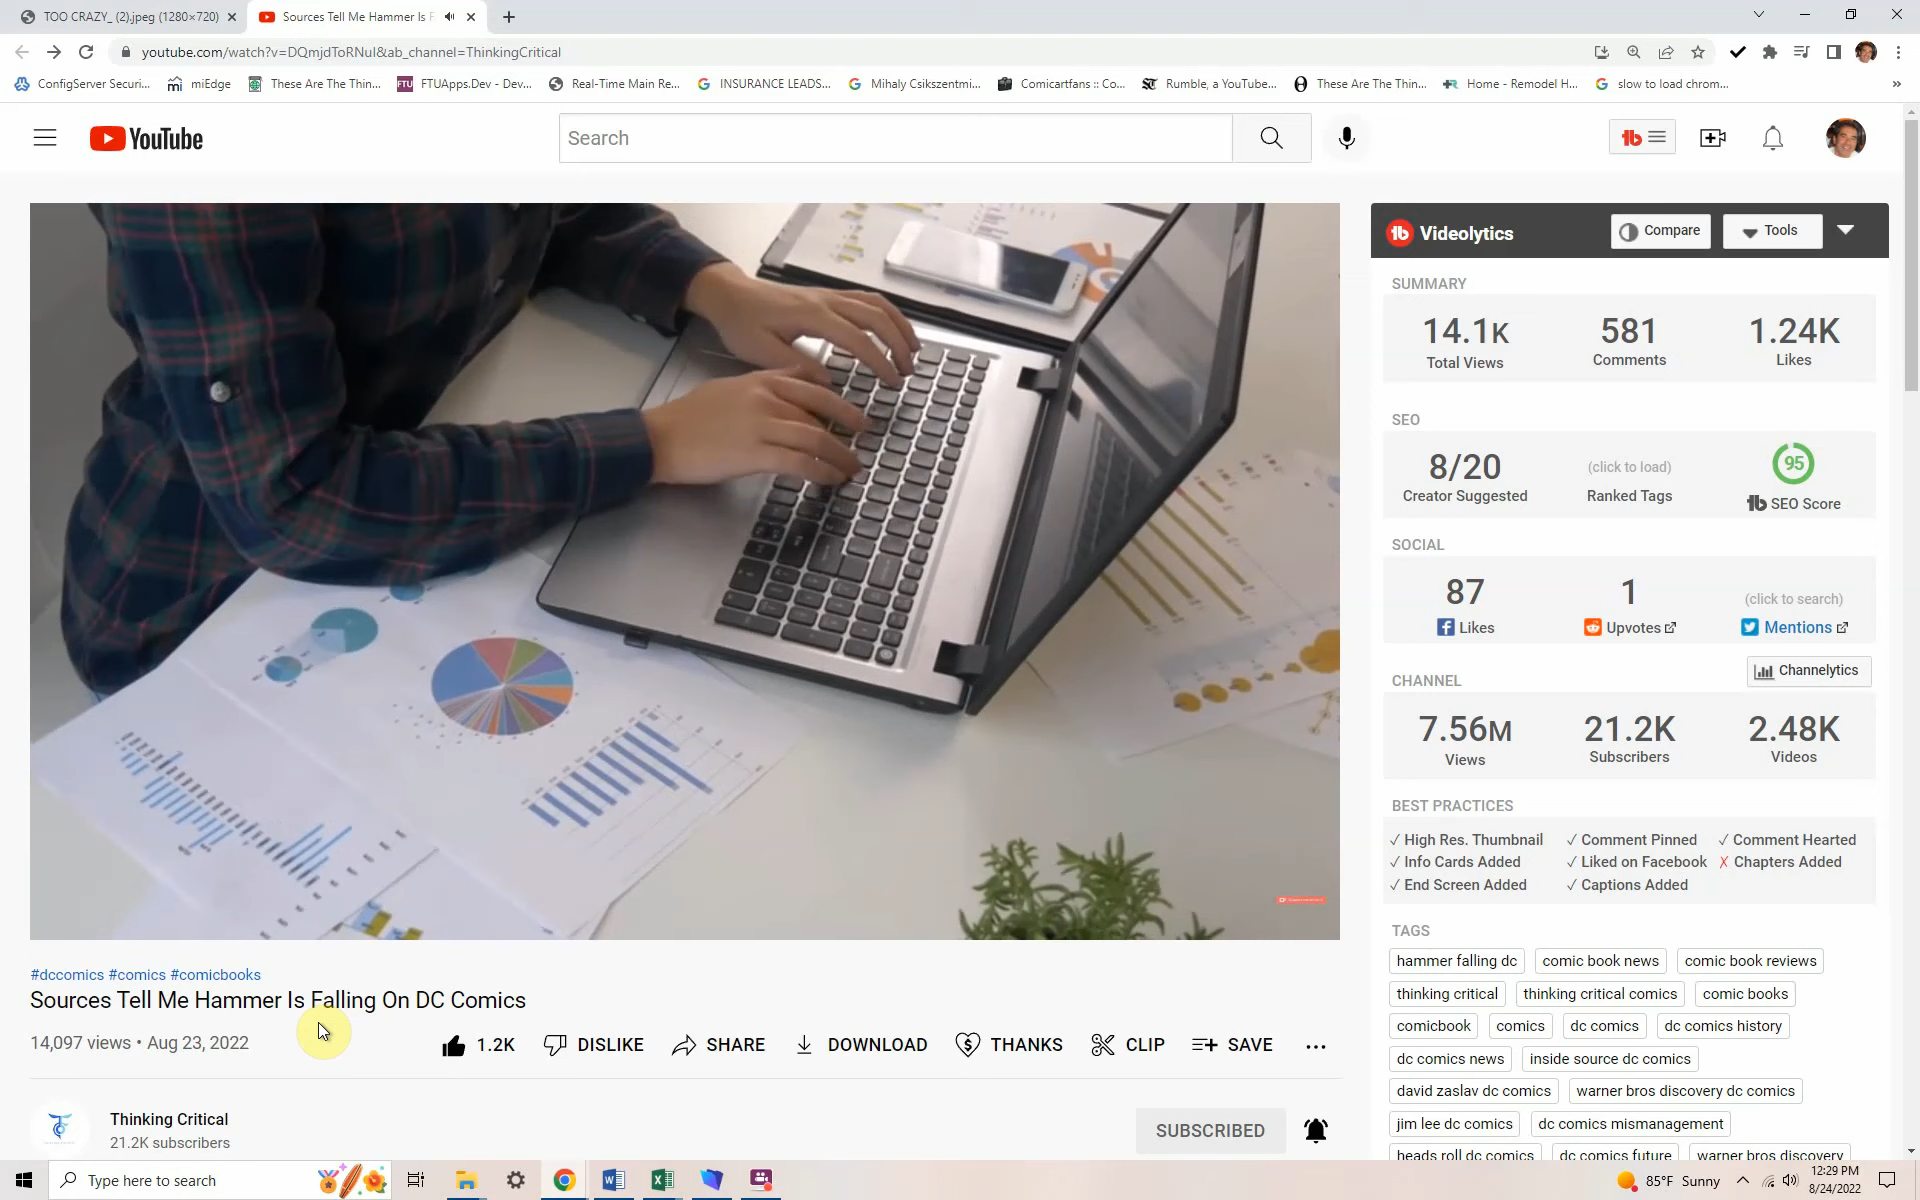 TOO CRAZY_ (2).jpeg (1280×720)
Sources Tell Me Hammer Is F
youtube.com/watch?v=DQmjdToRNuI&ab_channel=ThinkingCritical
ConfigServer Securi...
miEdge
These Are The Thin...
FTU
FTUApps.Dev - Dev...
Real-Time Main Re...
INSURANCE LEADS...
Mihaly Csikszentmi...
Comicartfans :: Co...
Rumble, a YouTube...
These Are The Thin...
Home - Remodel H...
slow to load chrom...
»
YouTube
Search
Videolytics
Compare
Tools
SUMMARY
14.1K 581 1.24K
Total Views Comments Likes
SEO
8/20 (click to load) 95
Creator Suggested Ranked Tags SEO Score
SOCIAL
87 1 (click to search)
Likes Upvotes Mentions
CHANNEL Channelytics
7.56M 21.2K 2.48K
Views Subscribers Videos
BEST PRACTICES
✓ High Res. Thumbnail ✓ Comment Pinned ✓ Comment Hearted
✓ Info Cards Added ✓ Liked on Facebook X Chapters Added
✓ End Screen Added ✓ Captions Added
TAGS
hammer falling dc comic book news comic book reviews
thinking critical thinking critical comics comic books
comicbook comics dc comics dc comics history
dc comics news inside source dc comics
david zaslav dc comics warner bros discovery dc comics
jim lee dc comics dc comics mismanagement
heads roll dc comics dc comics future warner bros discovery
#dccomics #comics #comicbooks
Sources Tell Me Hammer Is Falling On DC Comics
14,097 views • Aug 23, 2022
1.2K DISLIKE SHARE DOWNLOAD THANKS CLIP SAVE ...
Thinking Critical
21.2K subscribers
SUBSCRIBED
Type here to search
85°F Sunny
12:29 PM
8/24/2022